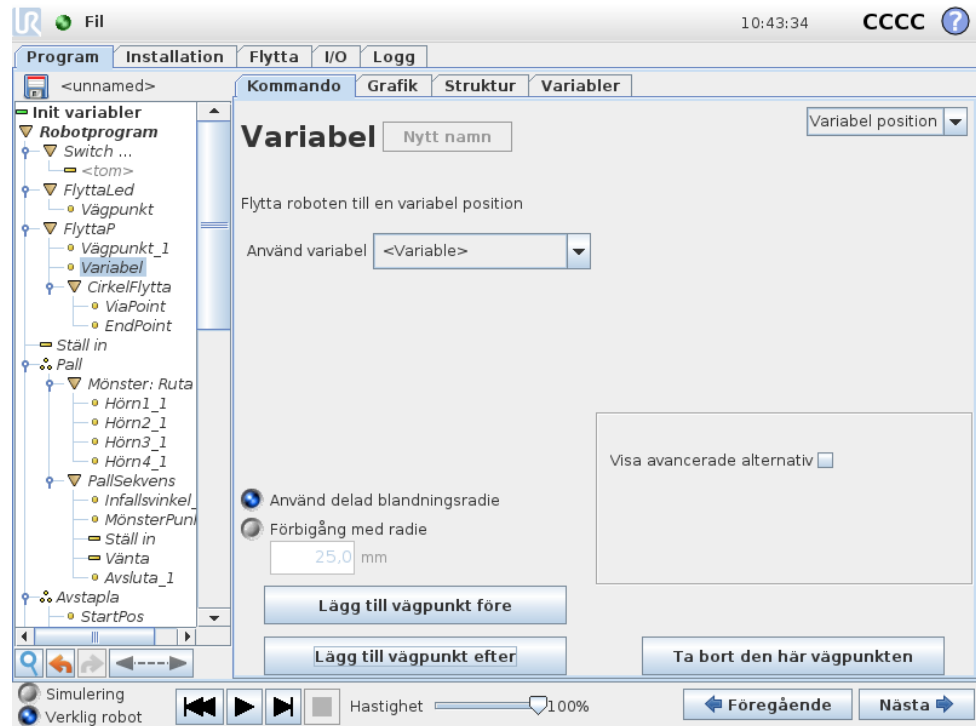 UR Fil 10:43:34 CCCC ?
Program Installation Flytta I/O Logg
<unnamed>
Kommando Grafik Struktur Variabler
Init variabler
Robotprogram
Switch ...
<tom>
FlyttaLed
Vägpunkt
FlyttaP
Vägpunkt_1
Variabel
CirkelFlytta
ViaPoint
EndPoint
Ställ in
Pall
Mönster: Ruta
Hörn1_1
Hörn2_1
Hörn3_1
Hörn4_1
PallSekvens
Infallsvinkel_
MönsterPun
Ställ in
Vänta
Avsluta_1
Avstapla
StartPos
Variabel Nytt namn
Variabel position
Flytta roboten till en variabel position
Använd variabel <Variable>
Visa avancerade alternativ
Använd delad blandningsradie
Förbigång med radie
25,0 mm
Lägg till vägpunkt före
Lägg till vägpunkt efter
Ta bort den här vägpunkten
Simulering
Verklig robot
Hastighet 100%
Föregående
Nästa